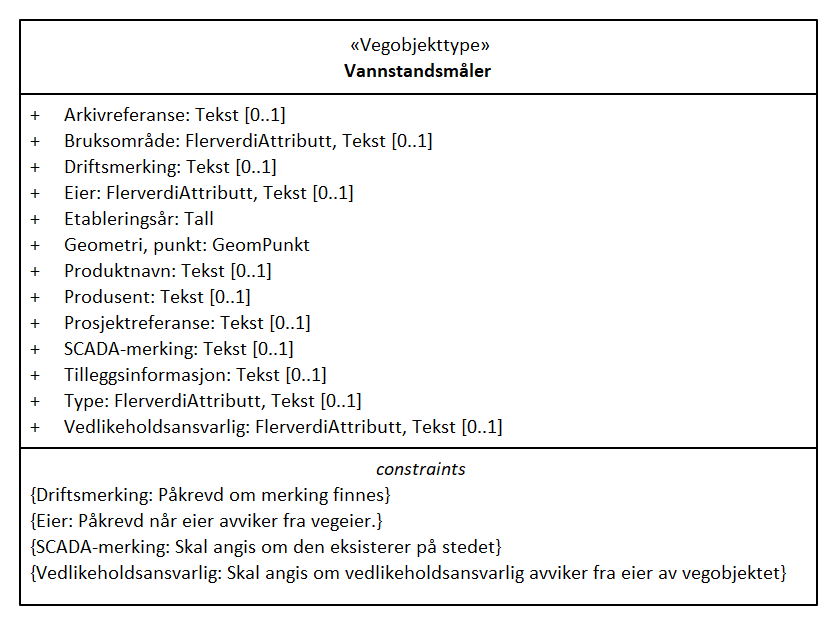 «Vegobjekttype»
Vannstandsmåler
+ Arkivreferanse: Tekst [0..1]
+ Bruksområde: FlerverdiAttributt, Tekst [0..1]
+ Driftsmerking: Tekst [0..1]
+ Eier: FlerverdiAttributt, Tekst [0..1]
+ Etableringsår: Tall
+ Geometri, punkt: GeomPunkt
+ Produktnavn: Tekst [0..1]
+ Produsent: Tekst [0..1]
+ Prosjektreferanse: Tekst [0..1]
+ SCADA-merking: Tekst [0..1]
+ Tilleggsinformasjon: Tekst [0..1]
+ Type: FlerverdiAttributt, Tekst [0..1]
+ Vedlikeholdsansvarlig: FlerverdiAttributt, Tekst [0..1]
constraints
{Driftsmerking: Påkrevd om merking finnes}
{Eier: Påkrevd når eier avviker fra vegeier.}
{SCADA-merking: Skal angis om den eksisterer på stedet}
{Vedlikeholdsansvarlig: Skal angis om vedlikeholdsansvarlig avviker fra eier av vegobjektet}